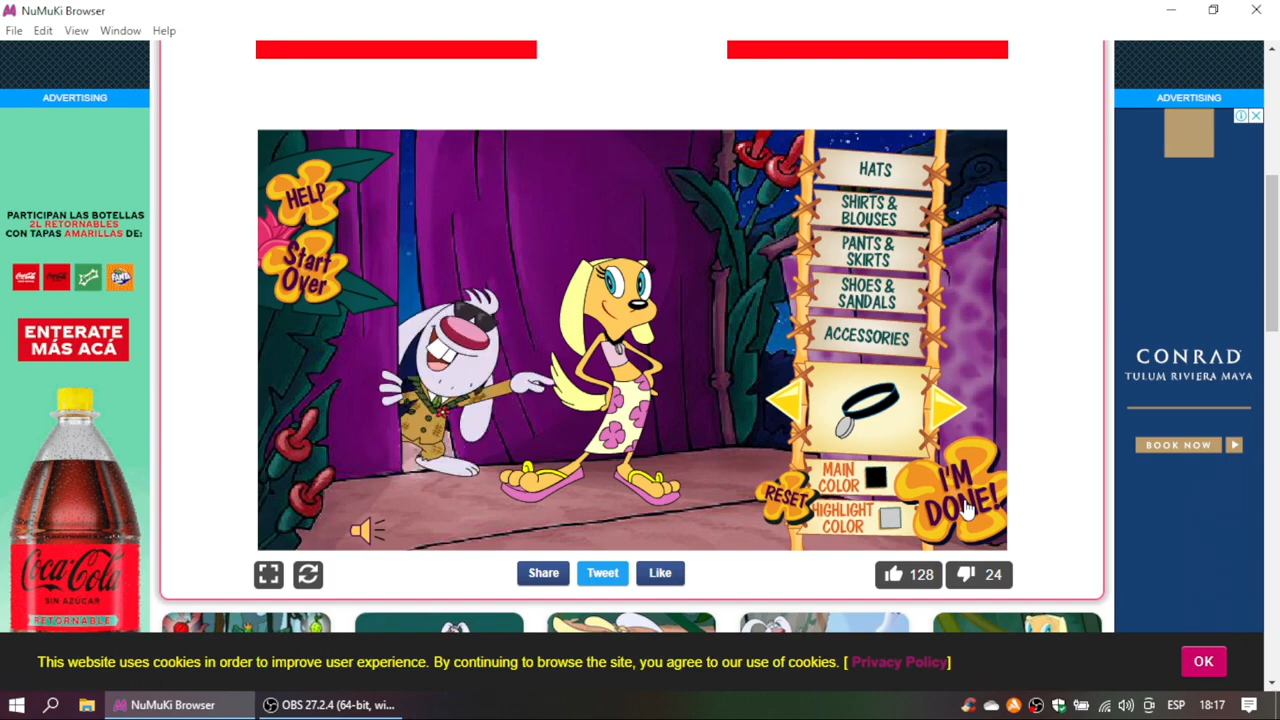 NuMuKi Browser
File Edit View Window Help
ADVERTISING
ADVERTISING
PARTICIPAN LAS BOTELLAS
2L RETORNABLES
CON TAPAS AMARILLAS DE:
ENTERATE
MÁS ACÁ
Coca-Cola
SIN AZÚCAR
RETORNABLE
HELP
Start
Over
HATS
SHIRTS &
BLOUSES
PANTS &
SKIRTS
SHOES &
SANDALS
ACCESSORIES
MAIN
COLOR
RESET
HIGHLIGHT
COLOR
I'M
DONE!
CONRAD
TULUM RIVIERA MAYA
BOOK NOW
Share Tweet Like
128 24
This website uses cookies in order to improve user experience. By continuing to browse the site, you agree to our use of cookies. [ Privacy Policy]
OK
NuMuKi Browser
OBS 27.2.4 (64-bit, wi...
ESP
18:17